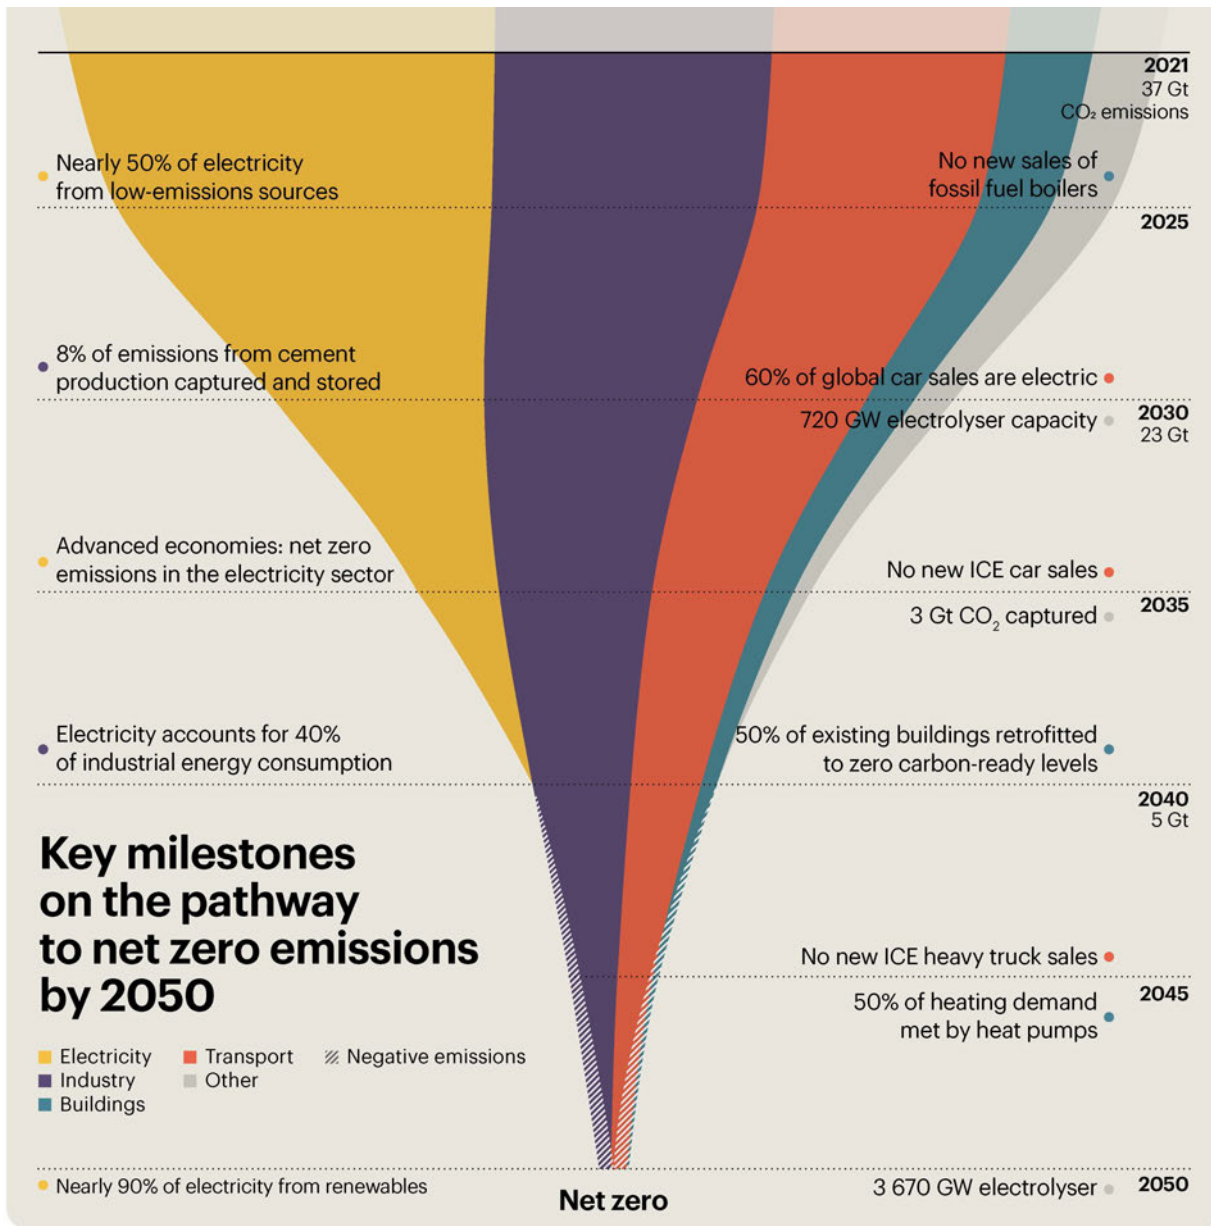 2021
37 Gt
CO₂ emissions
Nearly 50% of electricity
from low-emissions sources
No new sales of
fossil fuel boilers
2025
8% of emissions from cement
production captured and stored
60% of global car sales are electric
2030
23 Gt
720 GW electrolyser capacity
Advanced economies: net zero
emissions in the electricity sector
No new ICE car sales
2035
3 Gt CO₂ captured
Electricity accounts for 40%
of industrial energy consumption
50% of existing buildings retrofitted
to zero carbon-ready levels
2040
5 Gt
Key milestones
on the pathway
to net zero emissions
by 2050
No new ICE heavy truck sales
2045
50% of heating demand
met by heat pumps
Electricity
Transport
Negative emissions
Industry
Other
Buildings
Nearly 90% of electricity from renewables
Net zero
3 670 GW electrolyser
2050